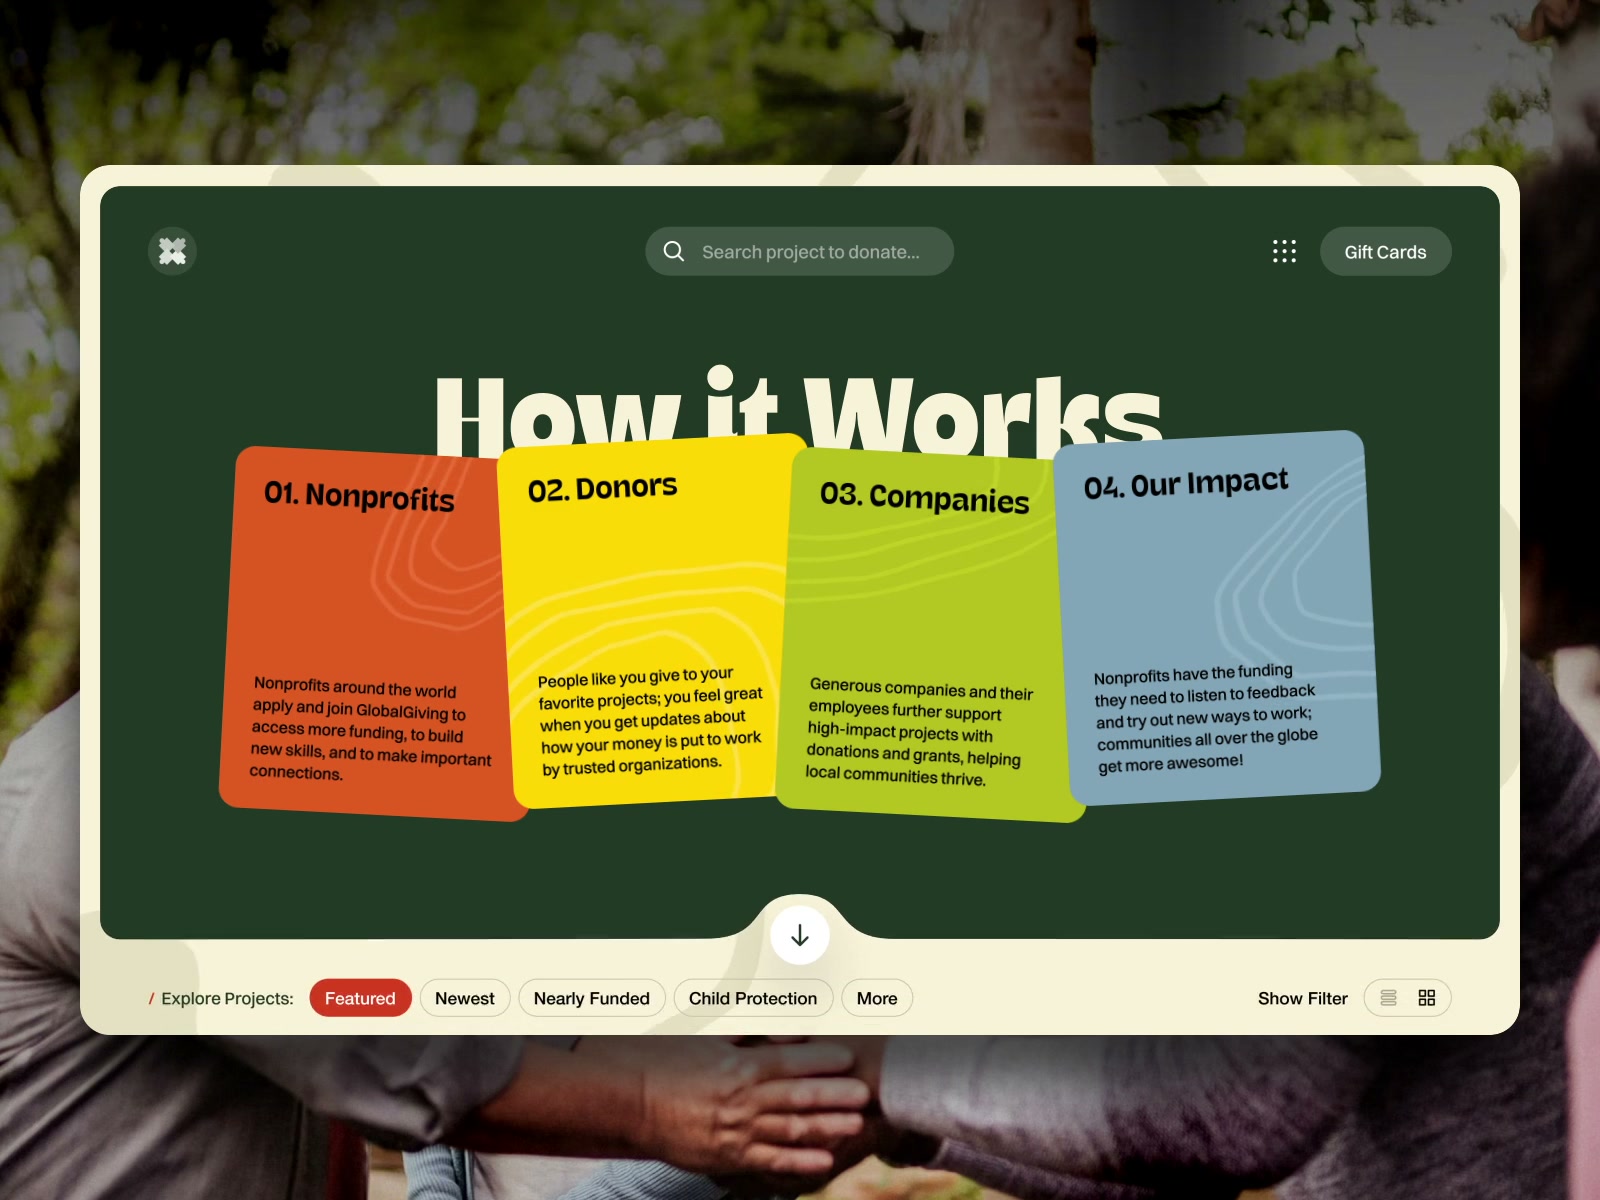 Search project to donate...
Gift Cards
How it Works
01. Nonprofits
Nonprofits around the world
apply and join GlobalGiving to
access more funding, to build
new skills, and to make important
connections.
02. Donors
People like you give to your
favorite projects; you feel great
when you get updates about
how your money is put to work
by trusted organizations.
03. Companies
Generous companies and their
employees further support
high-impact projects with
donations and grants, helping
local communities thrive.
04. Our Impact
Nonprofits have the funding
they need to listen to feedback
and try out new ways to work;
communities all over the globe
get more awesome!
/ Explore Projects:
Featured
Newest
Nearly Funded
Child Protection
More
Show Filter